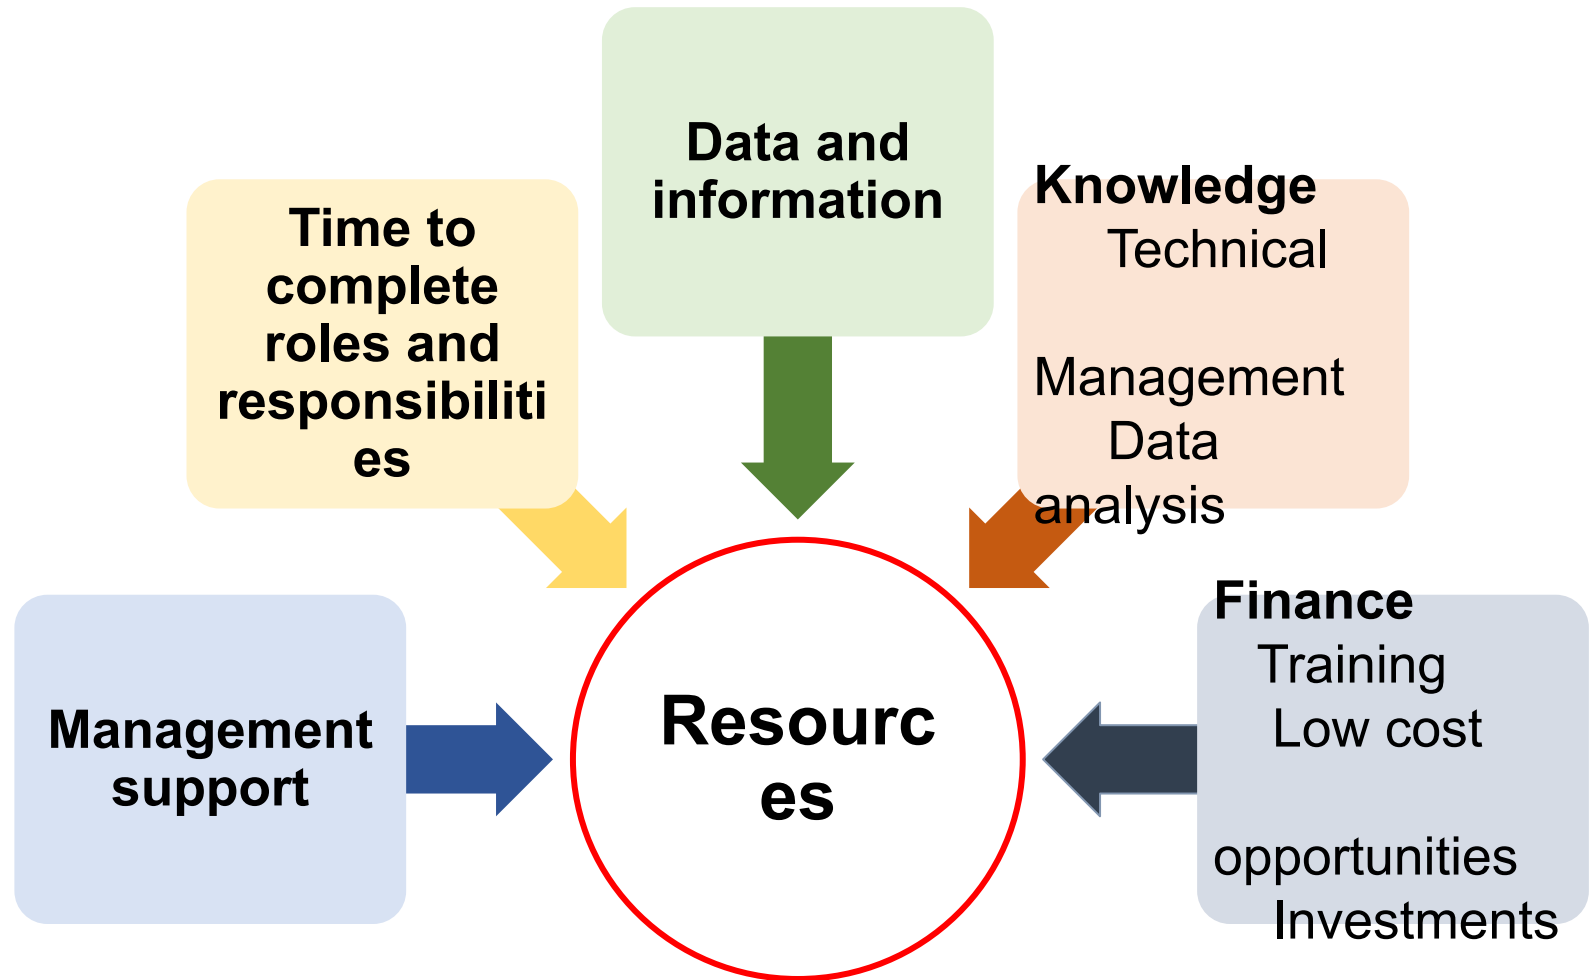 Data and
information
Time to
complete
roles and
responsibiliti
es
Knowledge
Technical
Management
Data
analysis
Management
support
Resourc
es
Finance
Training
Low cost
opportunities
Investments